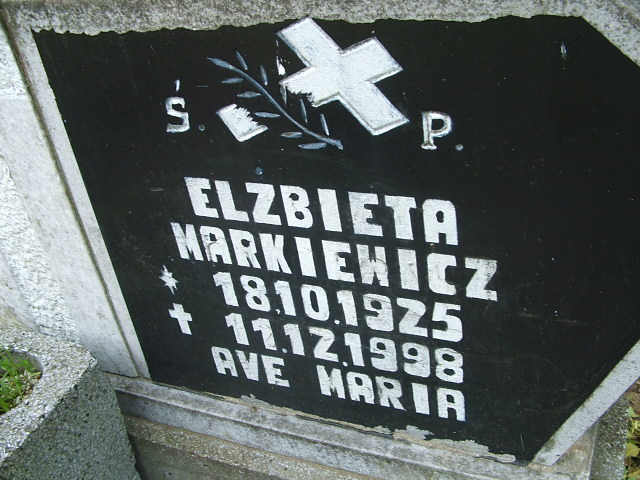 Ś. P.
ELZBIETA
MARKIEWICZ
18.10.1925
11.12.1998
AVE MARIA